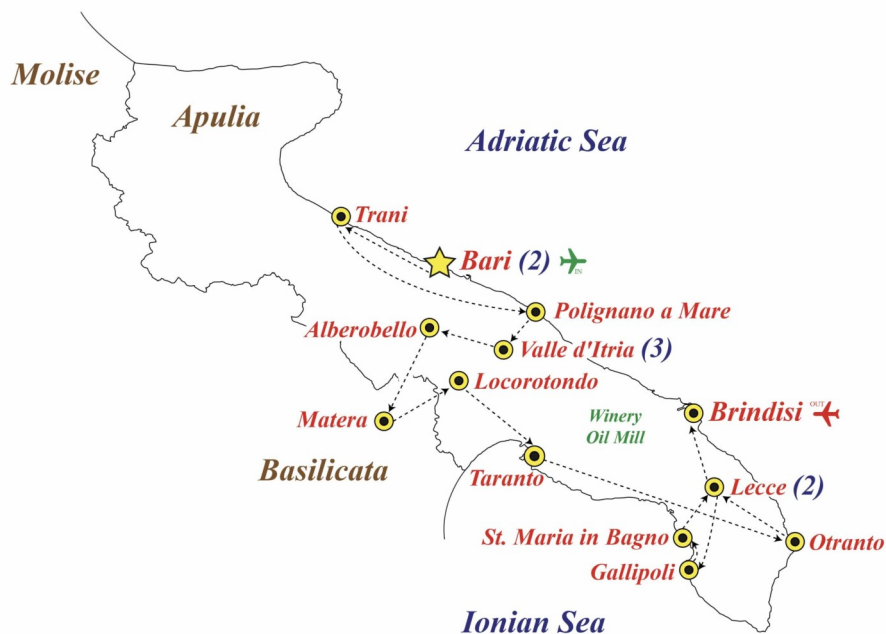 Molise
Apulia
Adriatic Sea
Trani
Bari (2) IN
Polignano a Mare
Alberobello
Valle d'Itria (3)
Locorotondo
Matera
Winery
Oil Mill
OUT
Brindisi
Basilicata
Taranto
Lecce (2)
St. Maria in Bagno
Otranto
Gallipoli
Ionian Sea